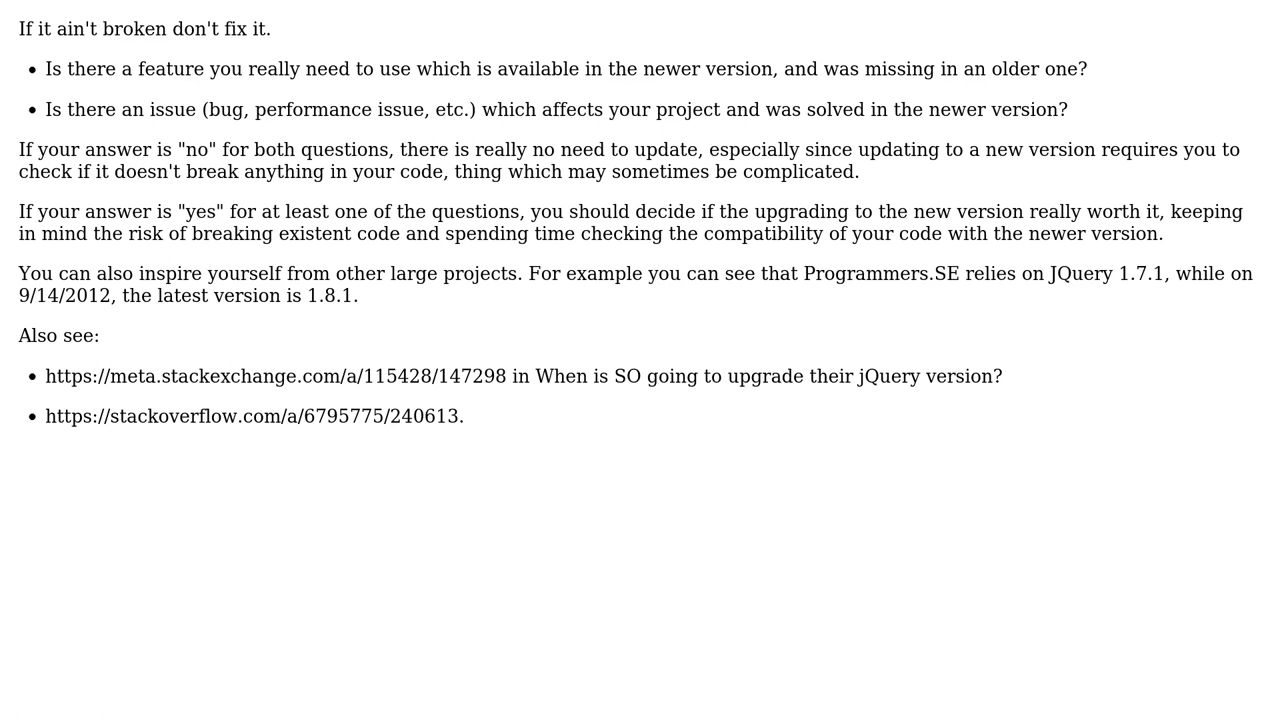 If it ain't broken don't fix it.
• Is there a feature you really need to use which is available in the newer version, and was missing in an older one?
• Is there an issue (bug, performance issue, etc.) which affects your project and was solved in the newer version?
If your answer is "no" for both questions, there is really no need to update, especially since updating to a new version requires you to
check if it doesn't break anything in your code, thing which may sometimes be complicated.
If your answer is "yes" for at least one of the questions, you should decide if the upgrading to the new version really worth it, keeping
in mind the risk of breaking existent code and spending time checking the compatibility of your code with the newer version.
You can also inspire yourself from other large projects. For example you can see that Programmers.SE relies on JQuery 1.7.1, while on
9/14/2012, the latest version is 1.8.1.
Also see:
• https://meta.stackexchange.com/a/115428/147298 in When is SO going to upgrade their jQuery version?
• https://stackoverflow.com/a/6795775/240613.